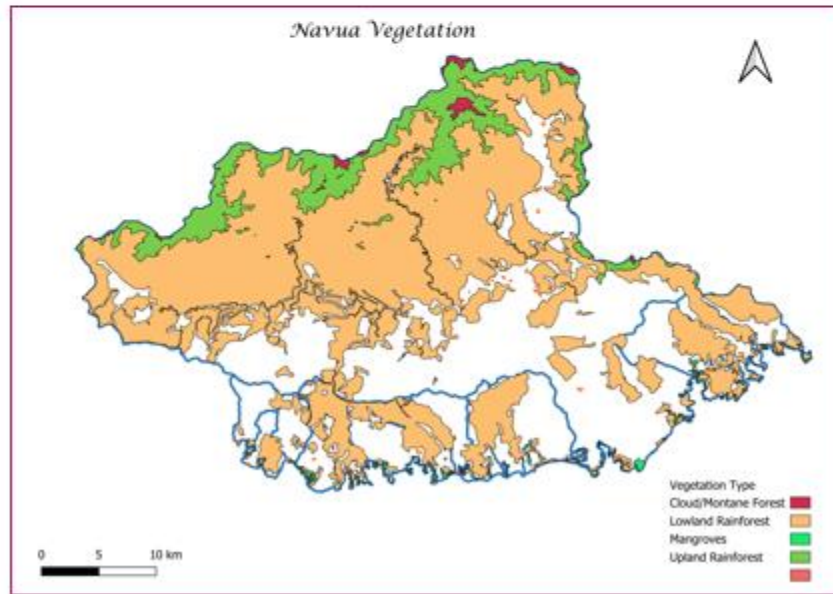 Navua Vegetation
Vegetation Type
Cloud/Montane Forest
Lowland Rainforest
Mangroves
Upland Rainforest
0 5 10 km